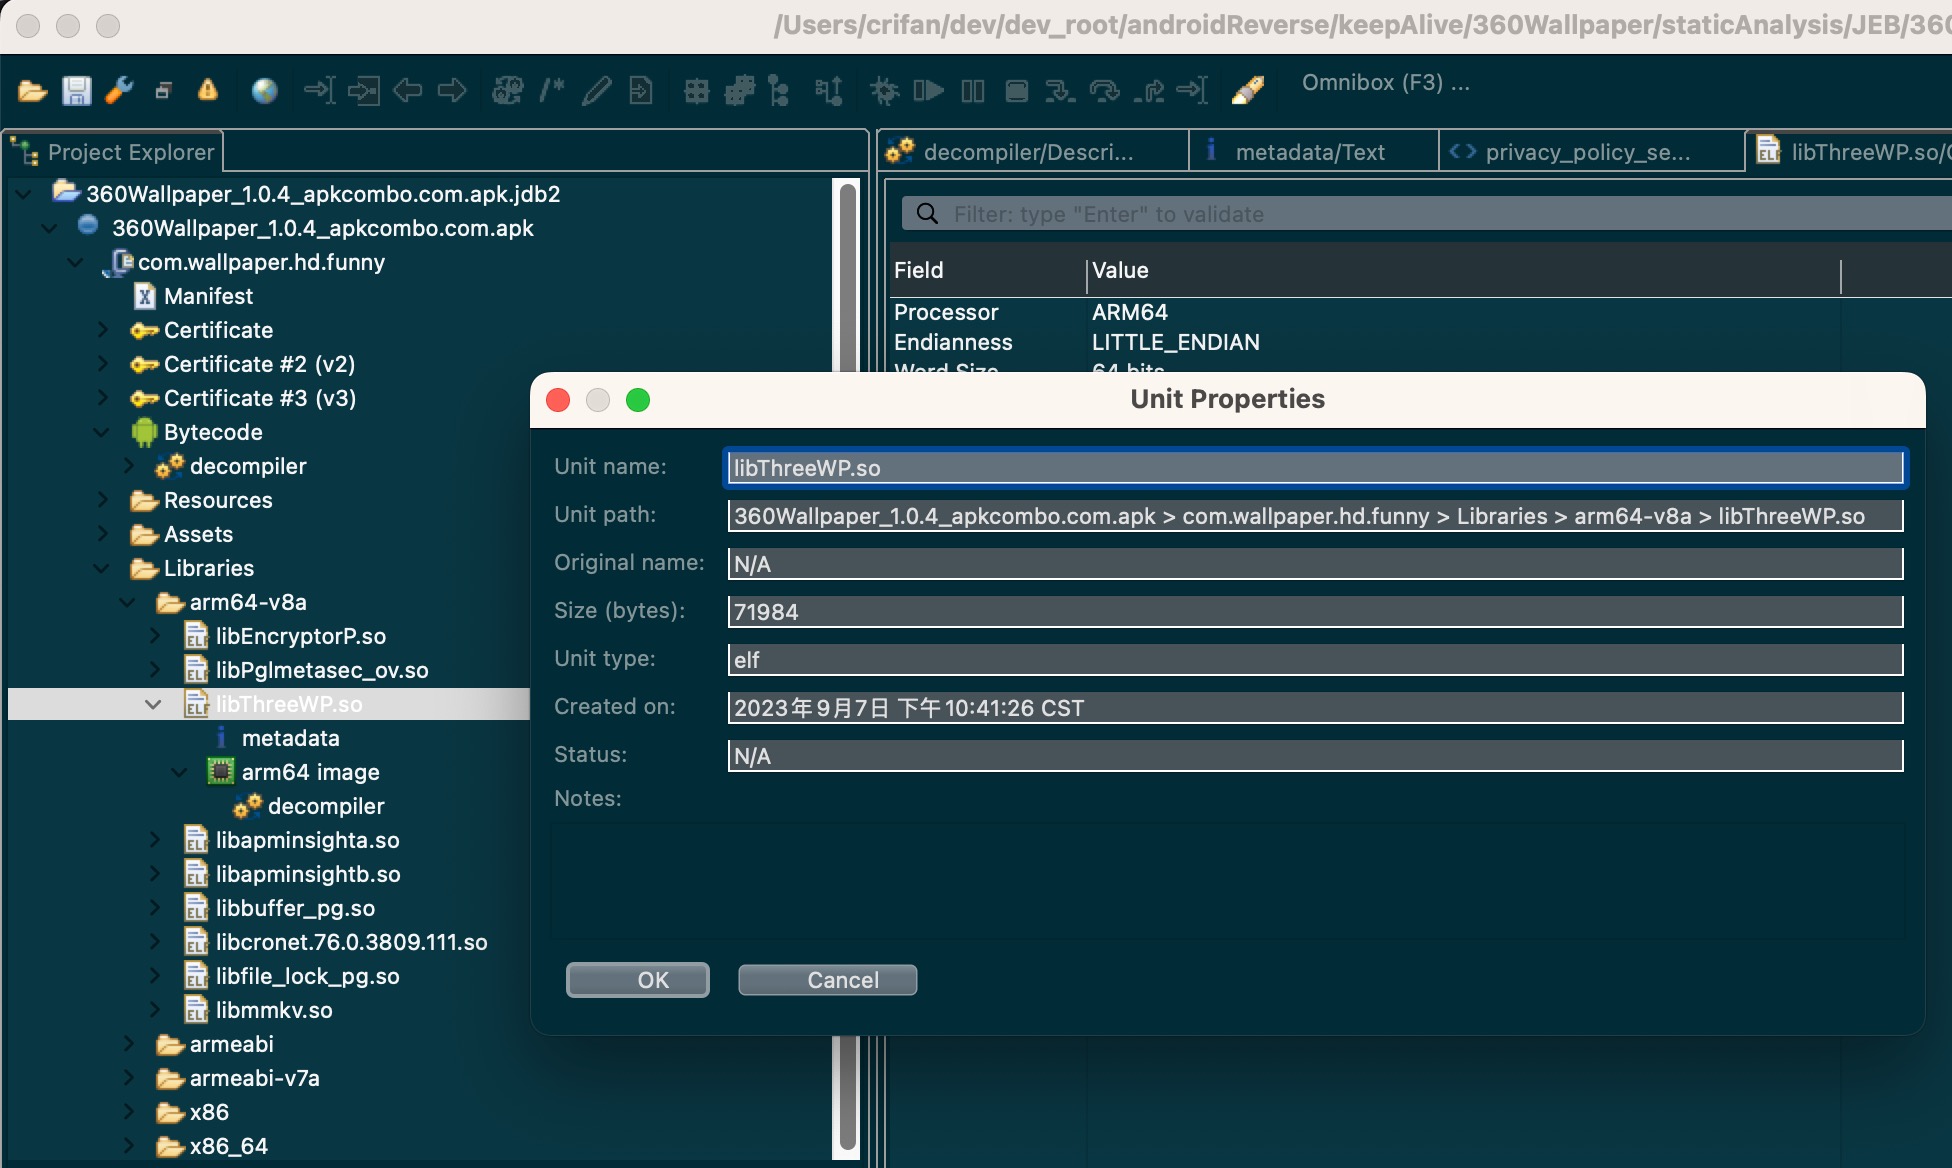 /Users/crifan/dev/dev_root/androidReverse/keepAlive/360Wallpaper/staticAnalysis/JEB/360
Omnibox (F3) ...
Project Explorer
decompiler/Descri...
metadata/Text
privacy_policy_se...
libThreeWP.so/
360Wallpaper_1.0.4_apkcombo.com.apk.jdb2
360Wallpaper_1.0.4_apkcombo.com.apk
com.wallpaper.hd.funny
Manifest
Certificate
Certificate #2 (v2)
Certificate #3 (v3)
Bytecode
decompiler
Resources
Assets
Libraries
arm64-v8a
libEncryptorP.so
libPglmetasec_ov.so
libThreeWP.so
metadata
arm64 image
decompiler
libapminsighta.so
libapminsightb.so
libbuffer_pg.so
libcronet.76.0.3809.111.so
libfile_lock_pg.so
libmmkv.so
armeabi
armeabi-v7a
x86
x86_64
Filter: type "Enter" to validate
Field Value
Processor ARM64
Endianness LITTLE_ENDIAN
Word Size 64 bits
Unit Properties
Unit name: libThreeWP.so
Unit path: 360Wallpaper_1.0.4_apkcombo.com.apk > com.wallpaper.hd.funny > Libraries > arm64-v8a > libThreeWP.so
Original name: N/A
Size (bytes): 71984
Unit type: elf
Created on: 2023年9月7日 下午10:41:26 CST
Status: N/A
Notes:
OK Cancel